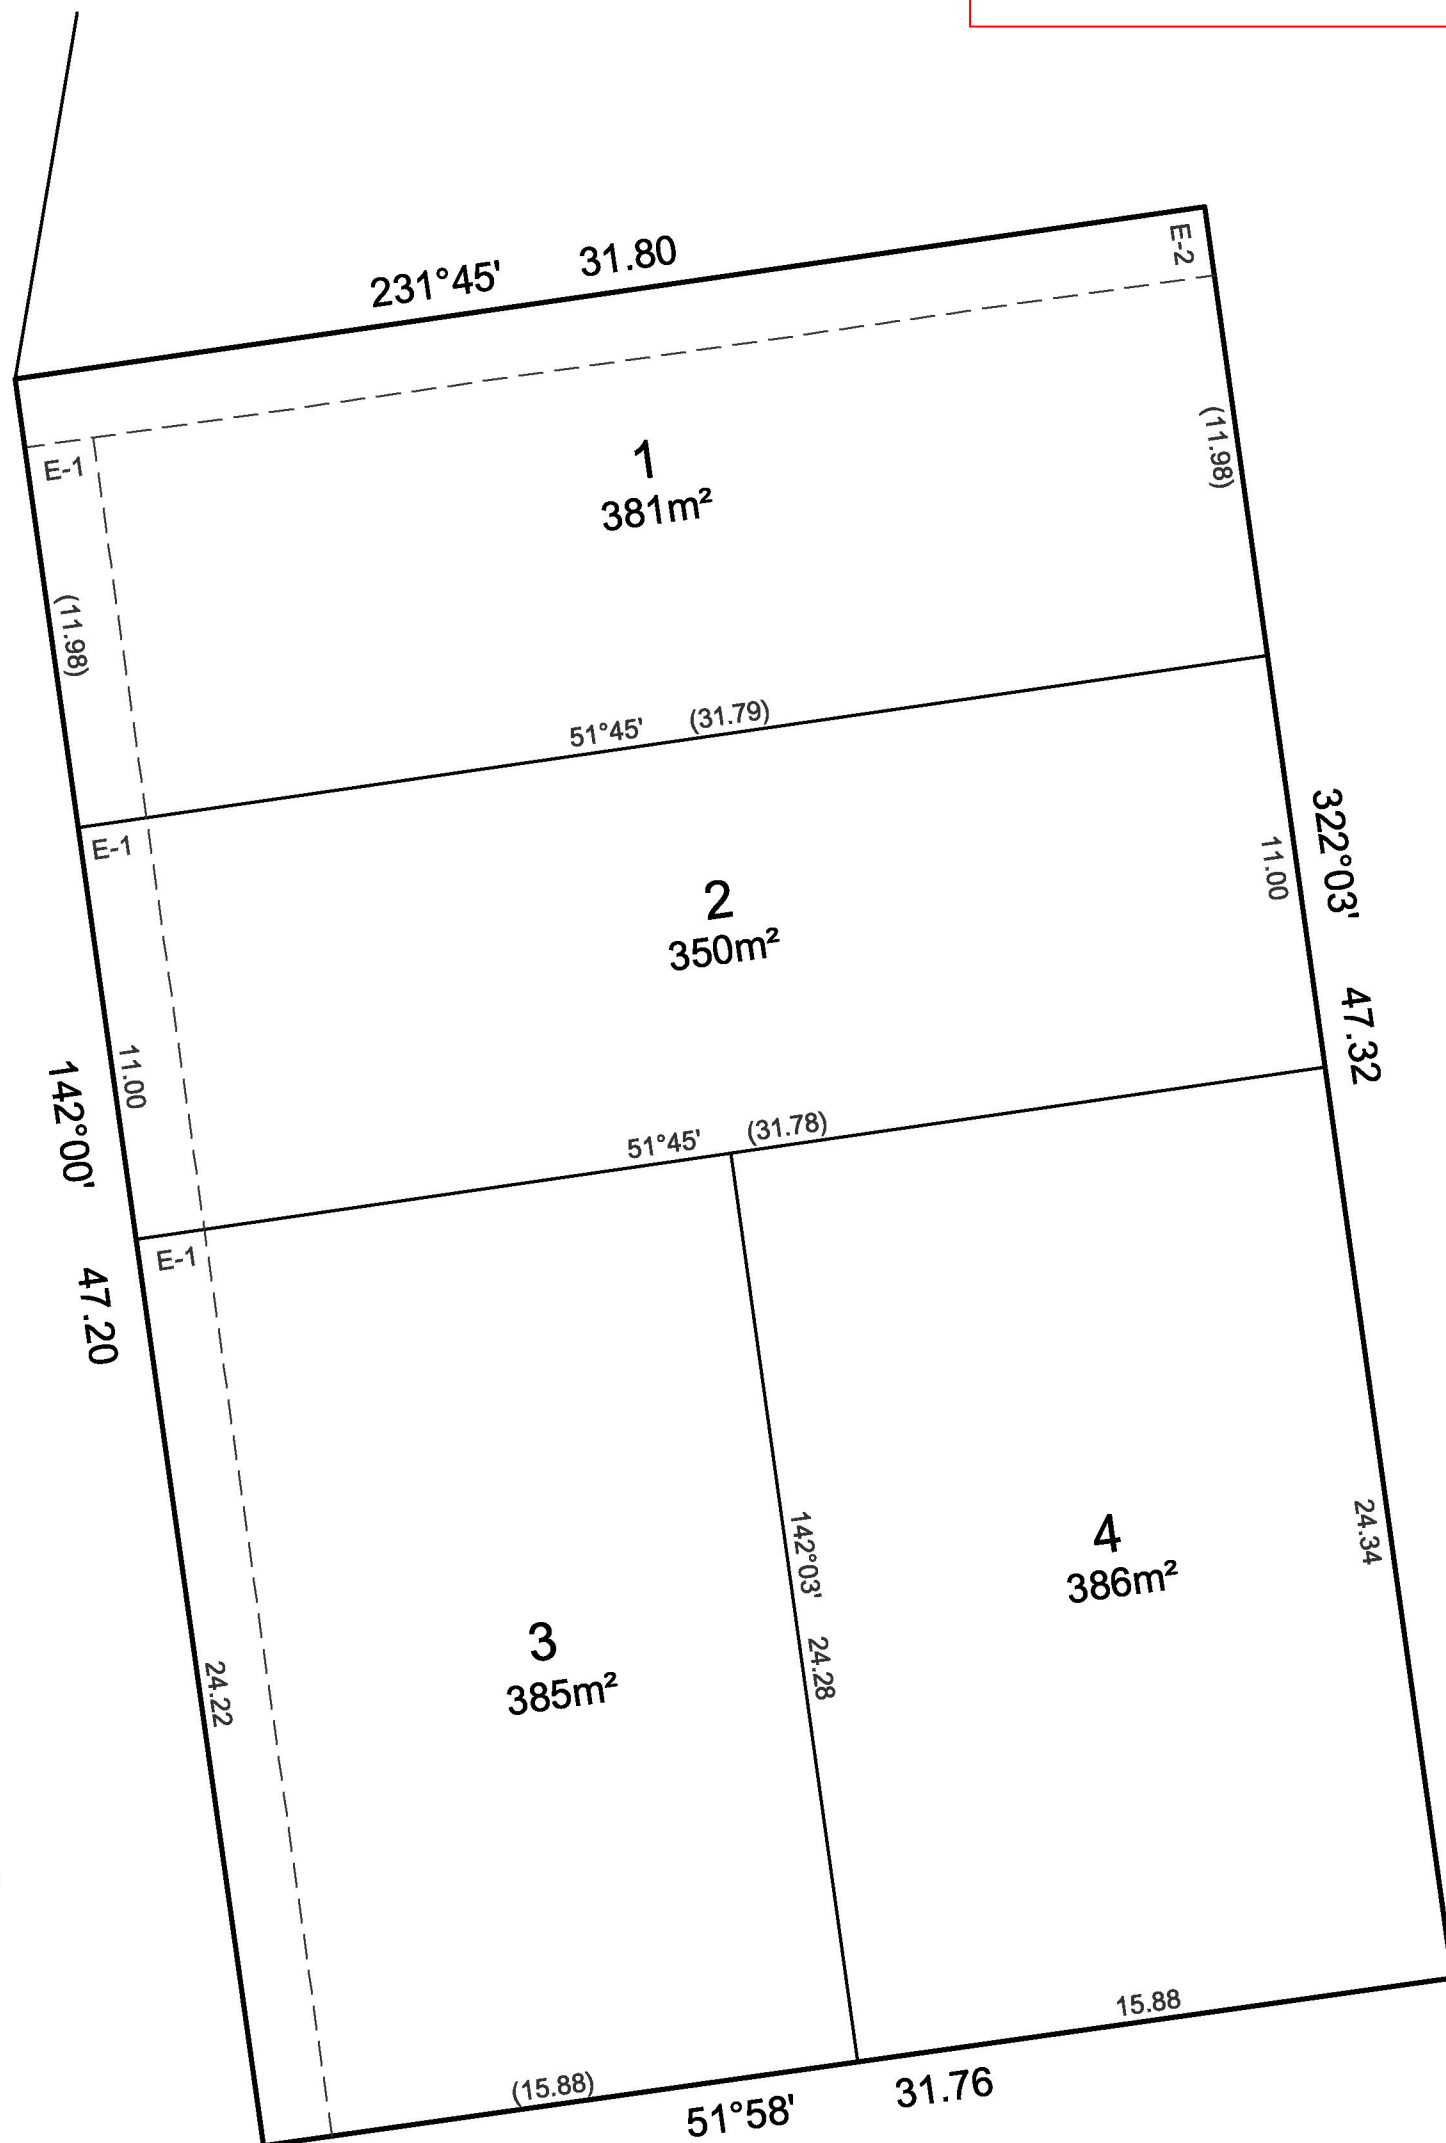 231°45' 31.80
E-2
E-1
1
381m²
(11.98)
(11.98)
51°45' (31.79)
E-1
2
350m²
11.00
322°03' 47.32
11.00
142°00' 47.20
51°45' (31.78)
E-1
142°03' 24.28
4
386m²
24.34
3
385m²
24.22
15.88
(15.88)
51°58' 31.76